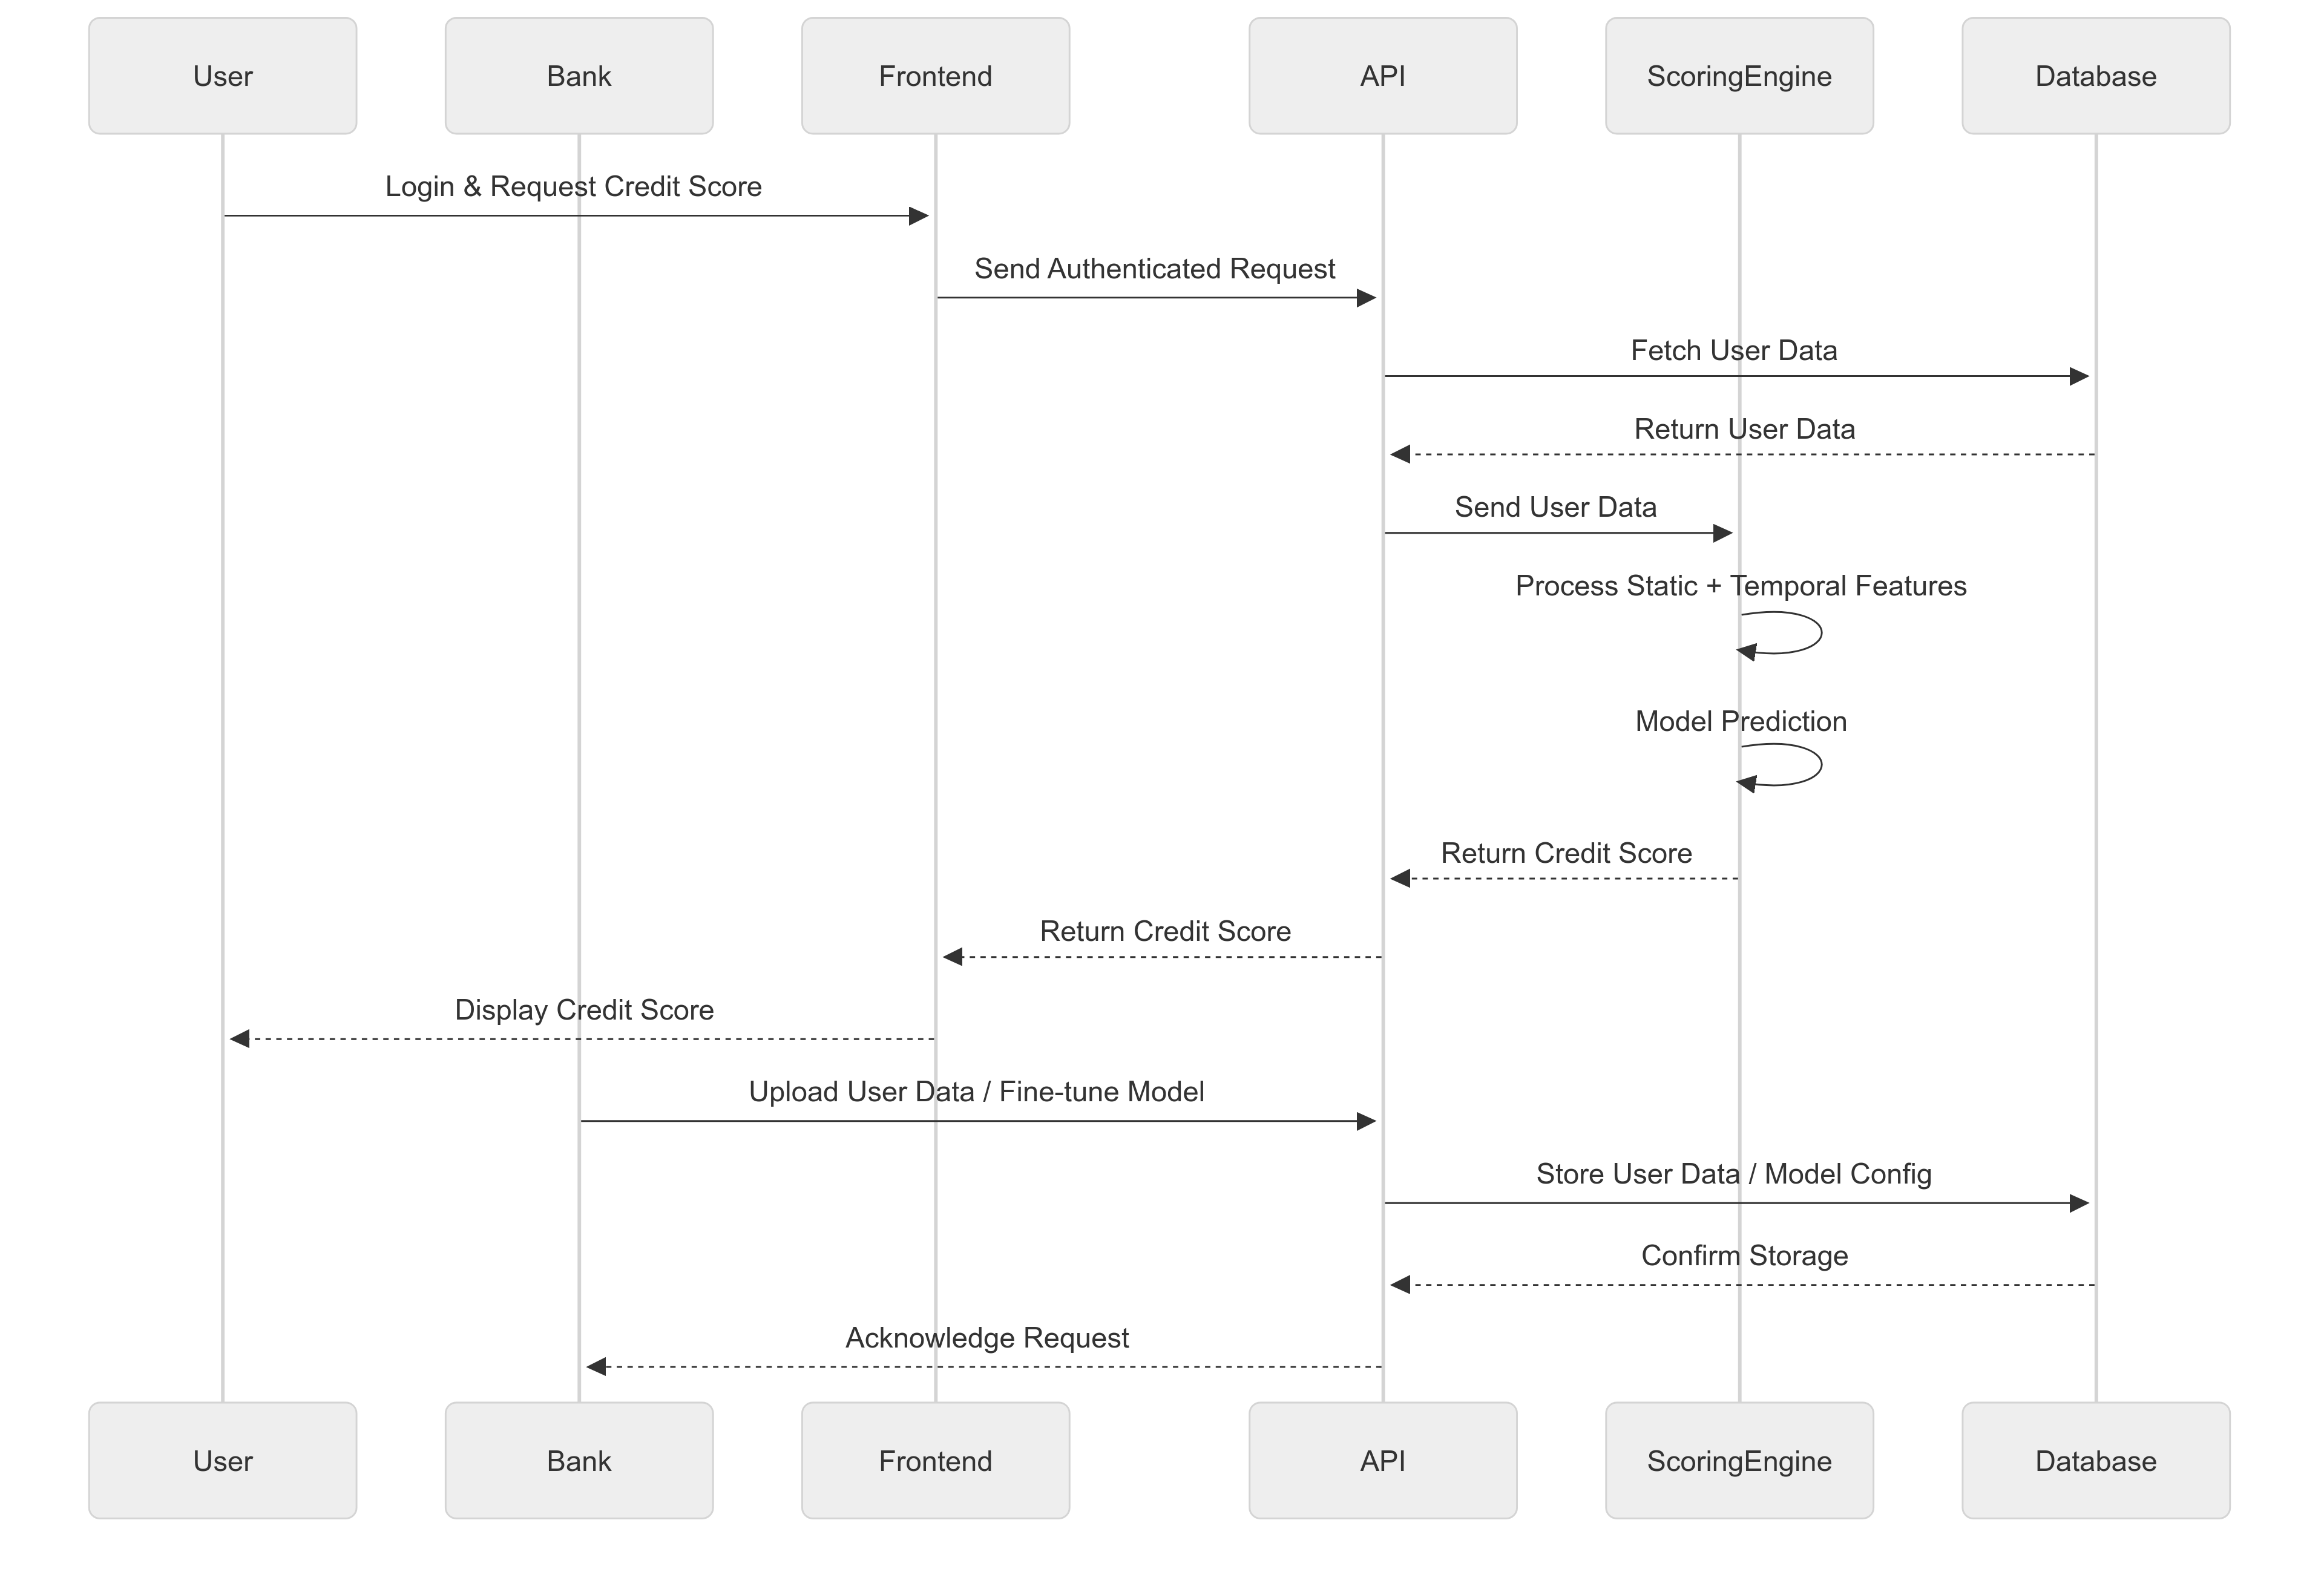 User
Bank
Frontend
API
ScoringEngine
Database
Login & Request Credit Score
Send Authenticated Request
Fetch User Data
Return User Data
Send User Data
Process Static + Temporal Features
Model Prediction
Return Credit Score
Return Credit Score
Display Credit Score
Upload User Data / Fine-tune Model
Store User Data / Model Config
Confirm Storage
Acknowledge Request
User
Bank
Frontend
API
ScoringEngine
Database